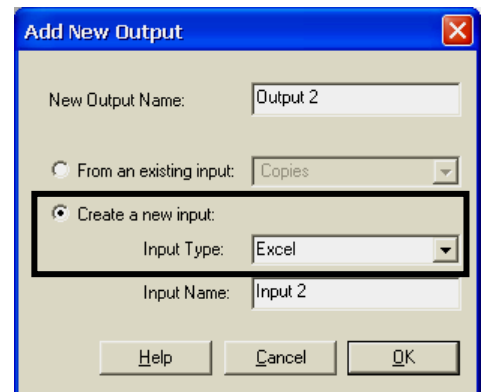 Add New Output
New Output Name: Output 2
From an existing input: Copies
Create a new input:
Input Type: Excel
Input Name: Input 2
Help Cancel OK